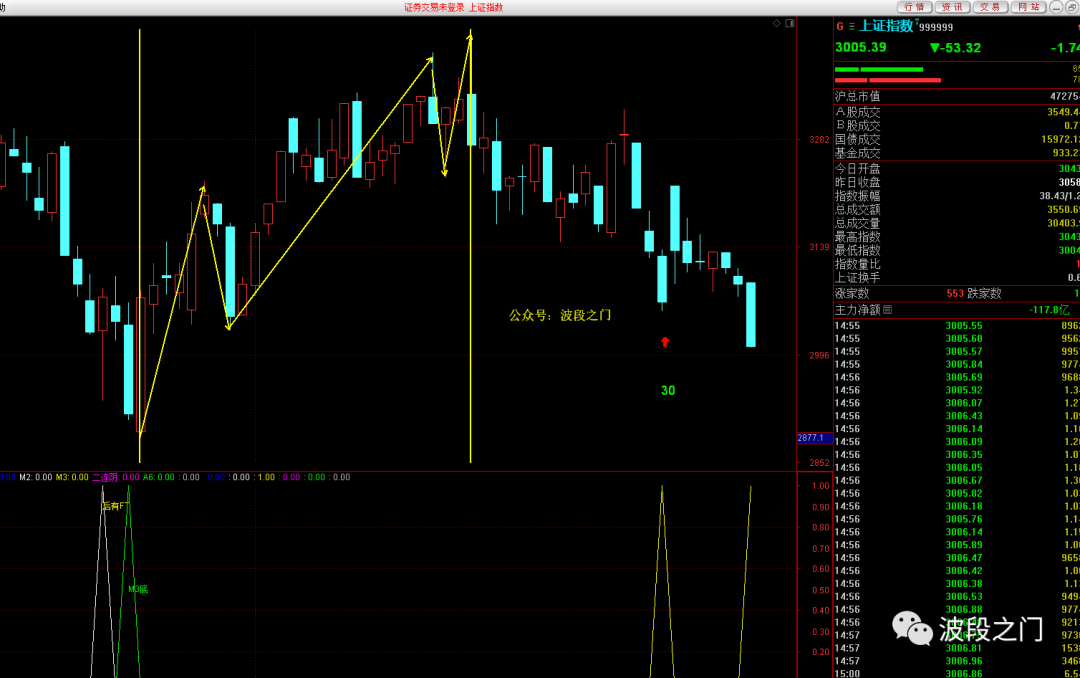 助
证券交易未登录 上证指数
行情 资讯 交易 网站
G 上证指数 999999
3005.39 ▼-53.32 -1.74
沪总市值 47275
A股成交 3549.4
B股成交 0.7
国债成交 15972.1
基金成交 933.2
今日开盘 304
昨日收盘 3058
指数振幅 38.43/1.2
总成交额 3550.6
总成交量 30403.
最高指数 304
最低指数 300
指数量比 1
上证换手 0.6
涨家数 553 跌家数 1
主力净额 -117.8亿
14:55 3005.55 896
14:55 3005.60 956
14:55 3005.57 995
14:55 3005.84 977
14:56 3005.69 968
14:56 3005.92 1.3
14:56 3006.07 1.2
14:56 3006.43 1.0
14:56 3006.14 1.1
14:56 3006.09 1.2
14:56 3006.35 1.0
14:56 3006.05 1.1
14:56 3006.67 1.3
14:56 3005.82 1.0
14:56 3006.18 1.0
14:56 3005.76 1.1
14:56 3006.14 1.1
14:56 3005.89 1.0
14:56 3006.47 965
14:56 3006.42 1.0
14:56 3006.38 1.1
14:56 3006.53 949
14:56 3006.88 977
14:56 921
14:57 973
14:57 3006.81 153
14:57 3006.96 346
15:00 3006.86 6.5
3282
3139
2996
2877.1
2852
公众号: 波段之门
30
M2: 0.00 M3: 0.00 二连阴: 0.00 A6: 0.00 : 0.00 : 0.00 : 0.00 : 1.00 : 0.00 : 0.00 : 0.00
后有FT
M3底
1.00
0.90
0.80
0.70
0.60
0.50
0.40
0.30
0.20
波段之门